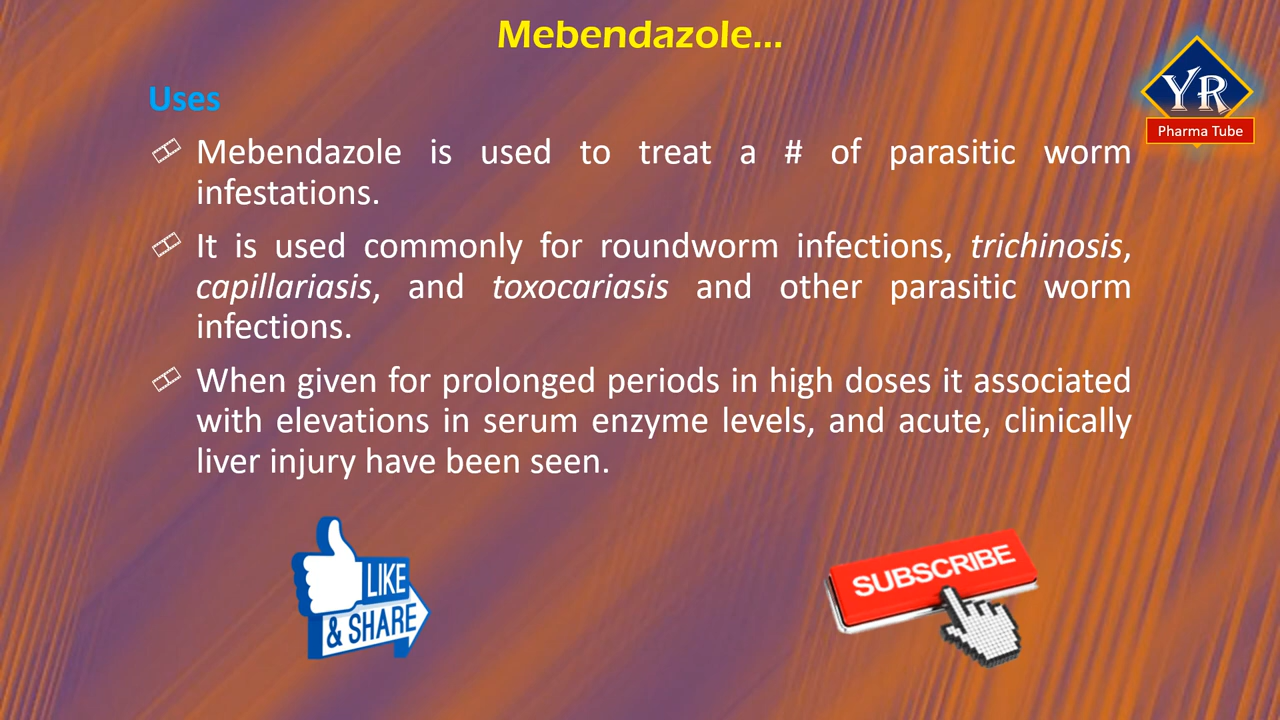 Mebendazole...
YR
Pharma Tube
Uses
Mebendazole is used to treat a # of parasitic worm
infestations.
It is used commonly for roundworm infections, trichinosis,
capillariasis, and toxocariasis and other parasitic worm
infections.
When given for prolonged periods in high doses it associated
with elevations in serum enzyme levels, and acute, clinically
liver injury have been seen.
LIKE
& SHARE
SUBSCRIBE